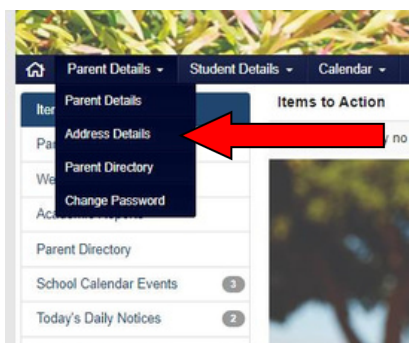 Parent Details Student Details Calendar
Parent Details
Address Details
Parent Directory
Change Password
Items to Action
no
Parent Directory
School Calendar Events 3
Today's Daily Notices 2